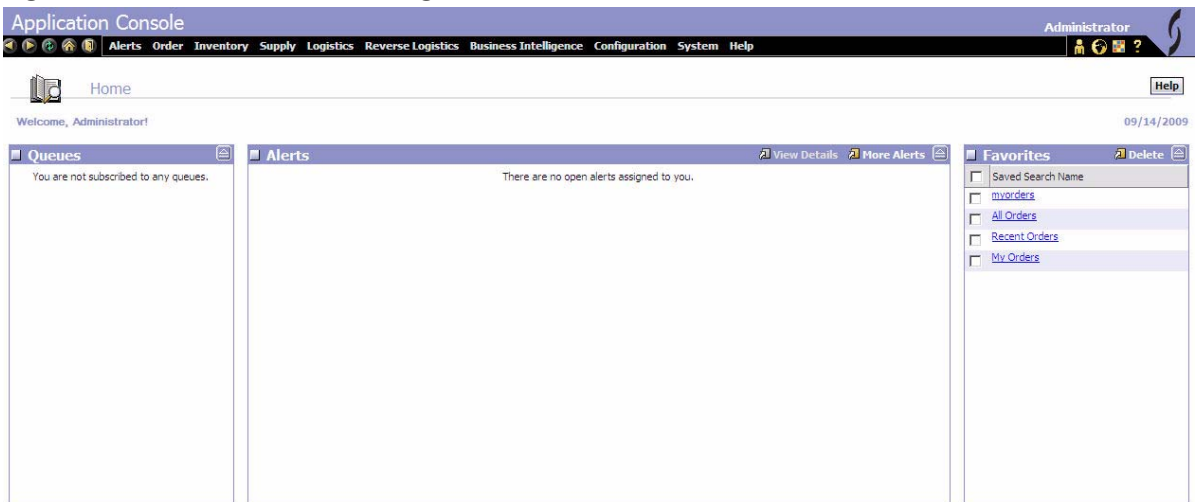 Application Console
Administrator
Alerts Order Inventory Supply Logistics Reverse Logistics Business Intelligence Configuration System Help
?
Home
Help
Welcome, Administrator!
09/14/2009
Queues
You are not subscribed to any queues.
Alerts
View Details More Alerts
There are no open alerts assigned to you.
Favorites
Delete
Saved Search Name
myorders
All Orders
Recent Orders
My Orders